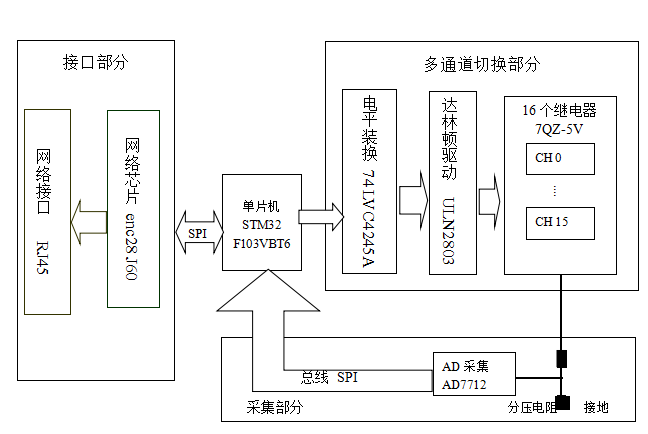 接口部分
网络接口 RJ45
网络芯片 enc28J60
SPI
单片机
STM32
F103VBT6
多通道切换部分
电平装换 74LVC4245A
达林顿驱动 ULN2803
16 个继电器
7QZ-5V
CH 0
...
CH 15
总线 SPI
AD 采集
AD7712
采集部分
分压电阻
接地